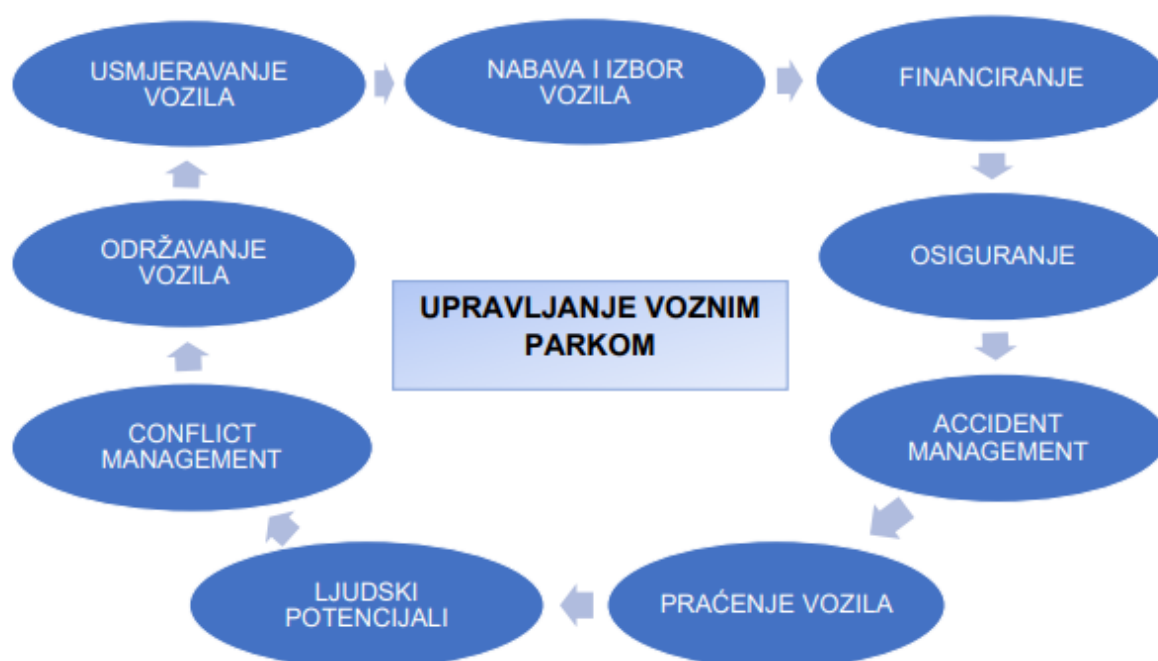 USMJERAVANJE
VOZILA
NABAVA I IZBOR
VOZILA
FINANCIRANJE
OSIGURANJE
ACCIDENT
MANAGEMENT
PRAĆENJE VOZILA
LJUDSKI
POTENCIJALI
CONFLICT
MANAGEMENT
ODRŽAVANJE
VOZILA
UPRAVLJANJE VOZNIM
PARKOM